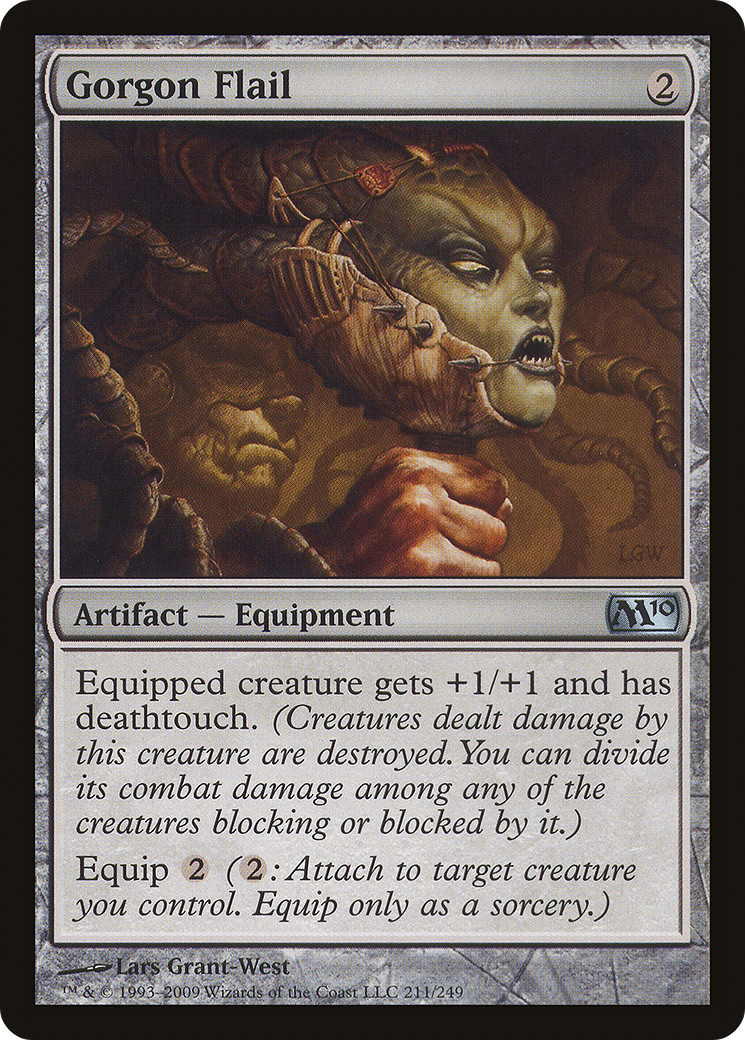 Gorgon Flail 2
LGW
Artifact — Equipment M10
Equipped creature gets +1/+1 and has
deathtouch. (Creatures dealt damage by
this creature are destroyed. You can divide
its combat damage among any of the
creatures blocking or blocked by it.)
Equip 2 (2: Attach to target creature
you control. Equip only as a sorcery.)
Lars Grant-West
™ & © 1993–2009 Wizards of the Coast LLC 211/249